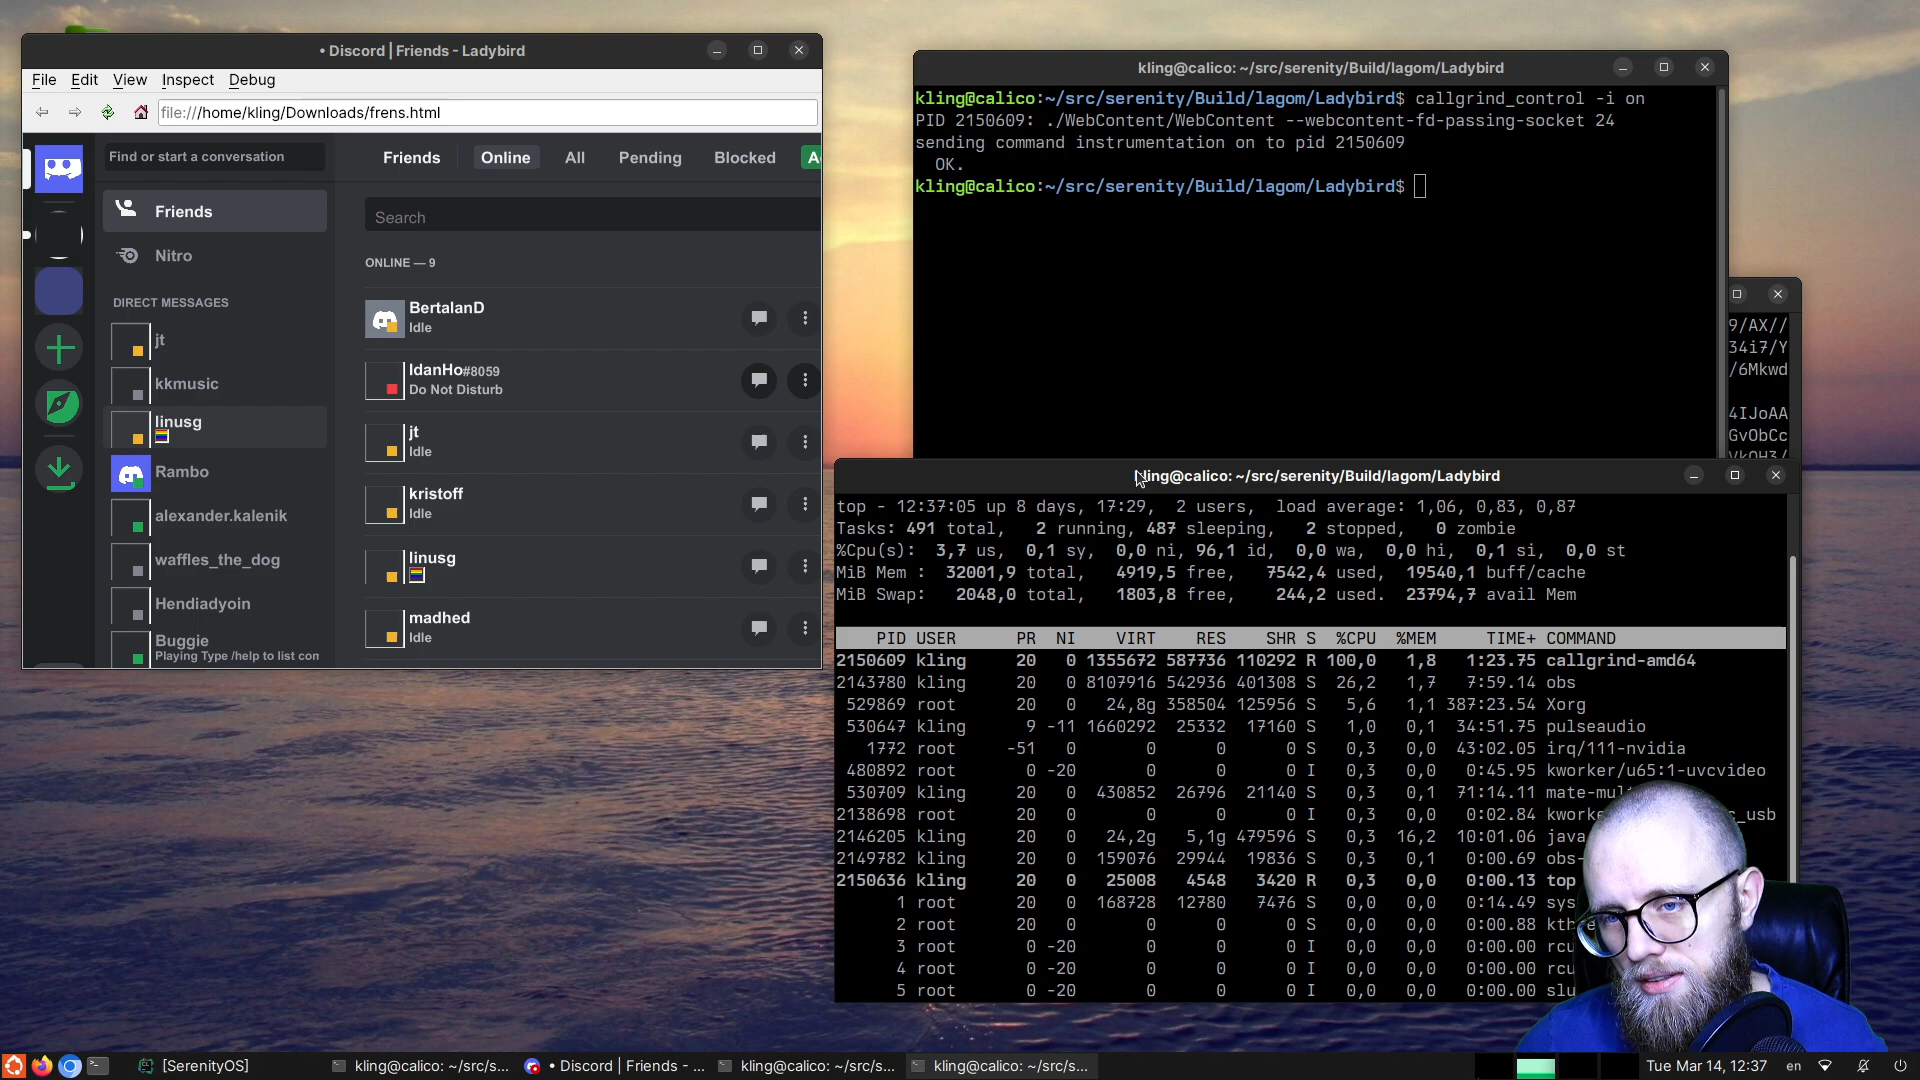 • Discord | Friends - Ladybird
File Edit View Inspect Debug
file:///home/kling/Downloads/frens.html
Find or start a conversation
Friends
Nitro
DIRECT MESSAGES
jt
kkmusic
linusg
Rambo
alexander.kalenik
waffles_the_dog
Hendiadyoin
Buggie
Playing Type /help to list com
Friends Online All Pending Blocked A
Search
ONLINE — 9
BertalanD
Idle
IdanHo#8059
Do Not Disturb
jt
Idle
kristoff
Idle
linusg
madhed
Idle
kling@calico: ~/src/serenity/Build/lagom/Ladybird
kling@calico:~/src/serenity/Build/lagom/Ladybird$ callgrind_control -i on
PID 2150609: ./WebContent/WebContent --webcontent-fd-passing-socket 24
sending command instrumentation on to pid 2150609
OK.
kling@calico:~/src/serenity/Build/lagom/Ladybird$
9/AX//
34i7/Y
/6Mkwd
4IJoAA
GvObCc
VkOH3/
kling@calico: ~/src/serenity/Build/lagom/Ladybird
top - 12:37:05 up 8 days, 17:29, 2 users, load average: 1,06, 0,83, 0,87
Tasks: 491 total, 2 running, 487 sleeping, 2 stopped, 0 zombie
%Cpu(s): 3,7 us, 0,1 sy, 0,0 ni, 96,1 id, 0,0 wa, 0,0 hi, 0,1 si, 0,0 st
MiB Mem : 32001,9 total, 4919,5 free, 7542,4 used, 19540,1 buff/cache
MiB Swap: 2048,0 total, 1803,8 free, 244,2 used. 23794,7 avail Mem
PID USER PR NI VIRT RES SHR S %CPU %MEM TIME+ COMMAND
2150609 kling 20 0 1355672 587736 110292 R 100,0 1,8 1:23.75 callgrind-amd64
2143780 kling 20 0 8107916 542936 401308 S 26,2 1,7 7:59.14 obs
529869 root 20 0 24,8g 358504 125956 S 5,6 1,1 387:23.54 Xorg
530647 kling 9 -11 1660292 25332 17160 S 1,0 0,1 34:51.75 pulseaudio
1772 root -51 0 0 0 0 S 0,3 0,0 43:02.05 irq/111-nvidia
480892 root 0 -20 0 0 0 I 0,3 0,0 0:45.95 kworker/u65:1-uvcvideo
530709 kling 20 0 430852 26796 21140 S 0,3 0,1 71:14.11 mate-mul
2138698 root 20 0 0 0 0 I 0,3 0,0 0:02.84 kwork c_usb
2146205 kling 20 0 24,2g 5,1g 479596 S 0,3 16,2 10:01.06 java
2149782 kling 20 0 159076 29944 19836 S 0,3 0,1 0:00.69 obs-
2150636 kling 20 0 25008 4548 3420 R 0,3 0,0 0:00.13 top
1 root 20 0 168728 12780 7476 S 0,0 0,0 0:14.49 sys
2 root 20 0 0 0 0 S 0,0 0,0 0:00.88 kth
3 root 0 -20 0 0 0 I 0,0 0,0 0:00.00 rcu
4 root 0 -20 0 0 0 I 0,0 0,0 0:00.00 rcu
5 root 0 -20 0 0 0 I 0,0 0,0 0:00.00 slu
[SerenityOS] kling@calico: ~/src/s... • Discord | Friends - ... kling@calico: ~/src/s... kling@calico: ~/src/s... Tue Mar 14, 12:37 en